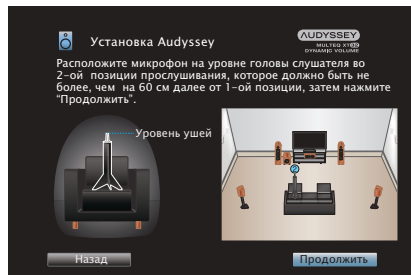 Установка Audyssey
AUDYSSEY
MULTEQ XT32
DYNAMIC VOLUME
Расположите микрофон на уровне головы слушателя во
2-ой позиции прослушивания, которое должно быть не
более, чем на 60 см далее от 1-ой позиции, затем нажмите
"Продолжить".
Уровень ушей
2
Назад
Продолжить